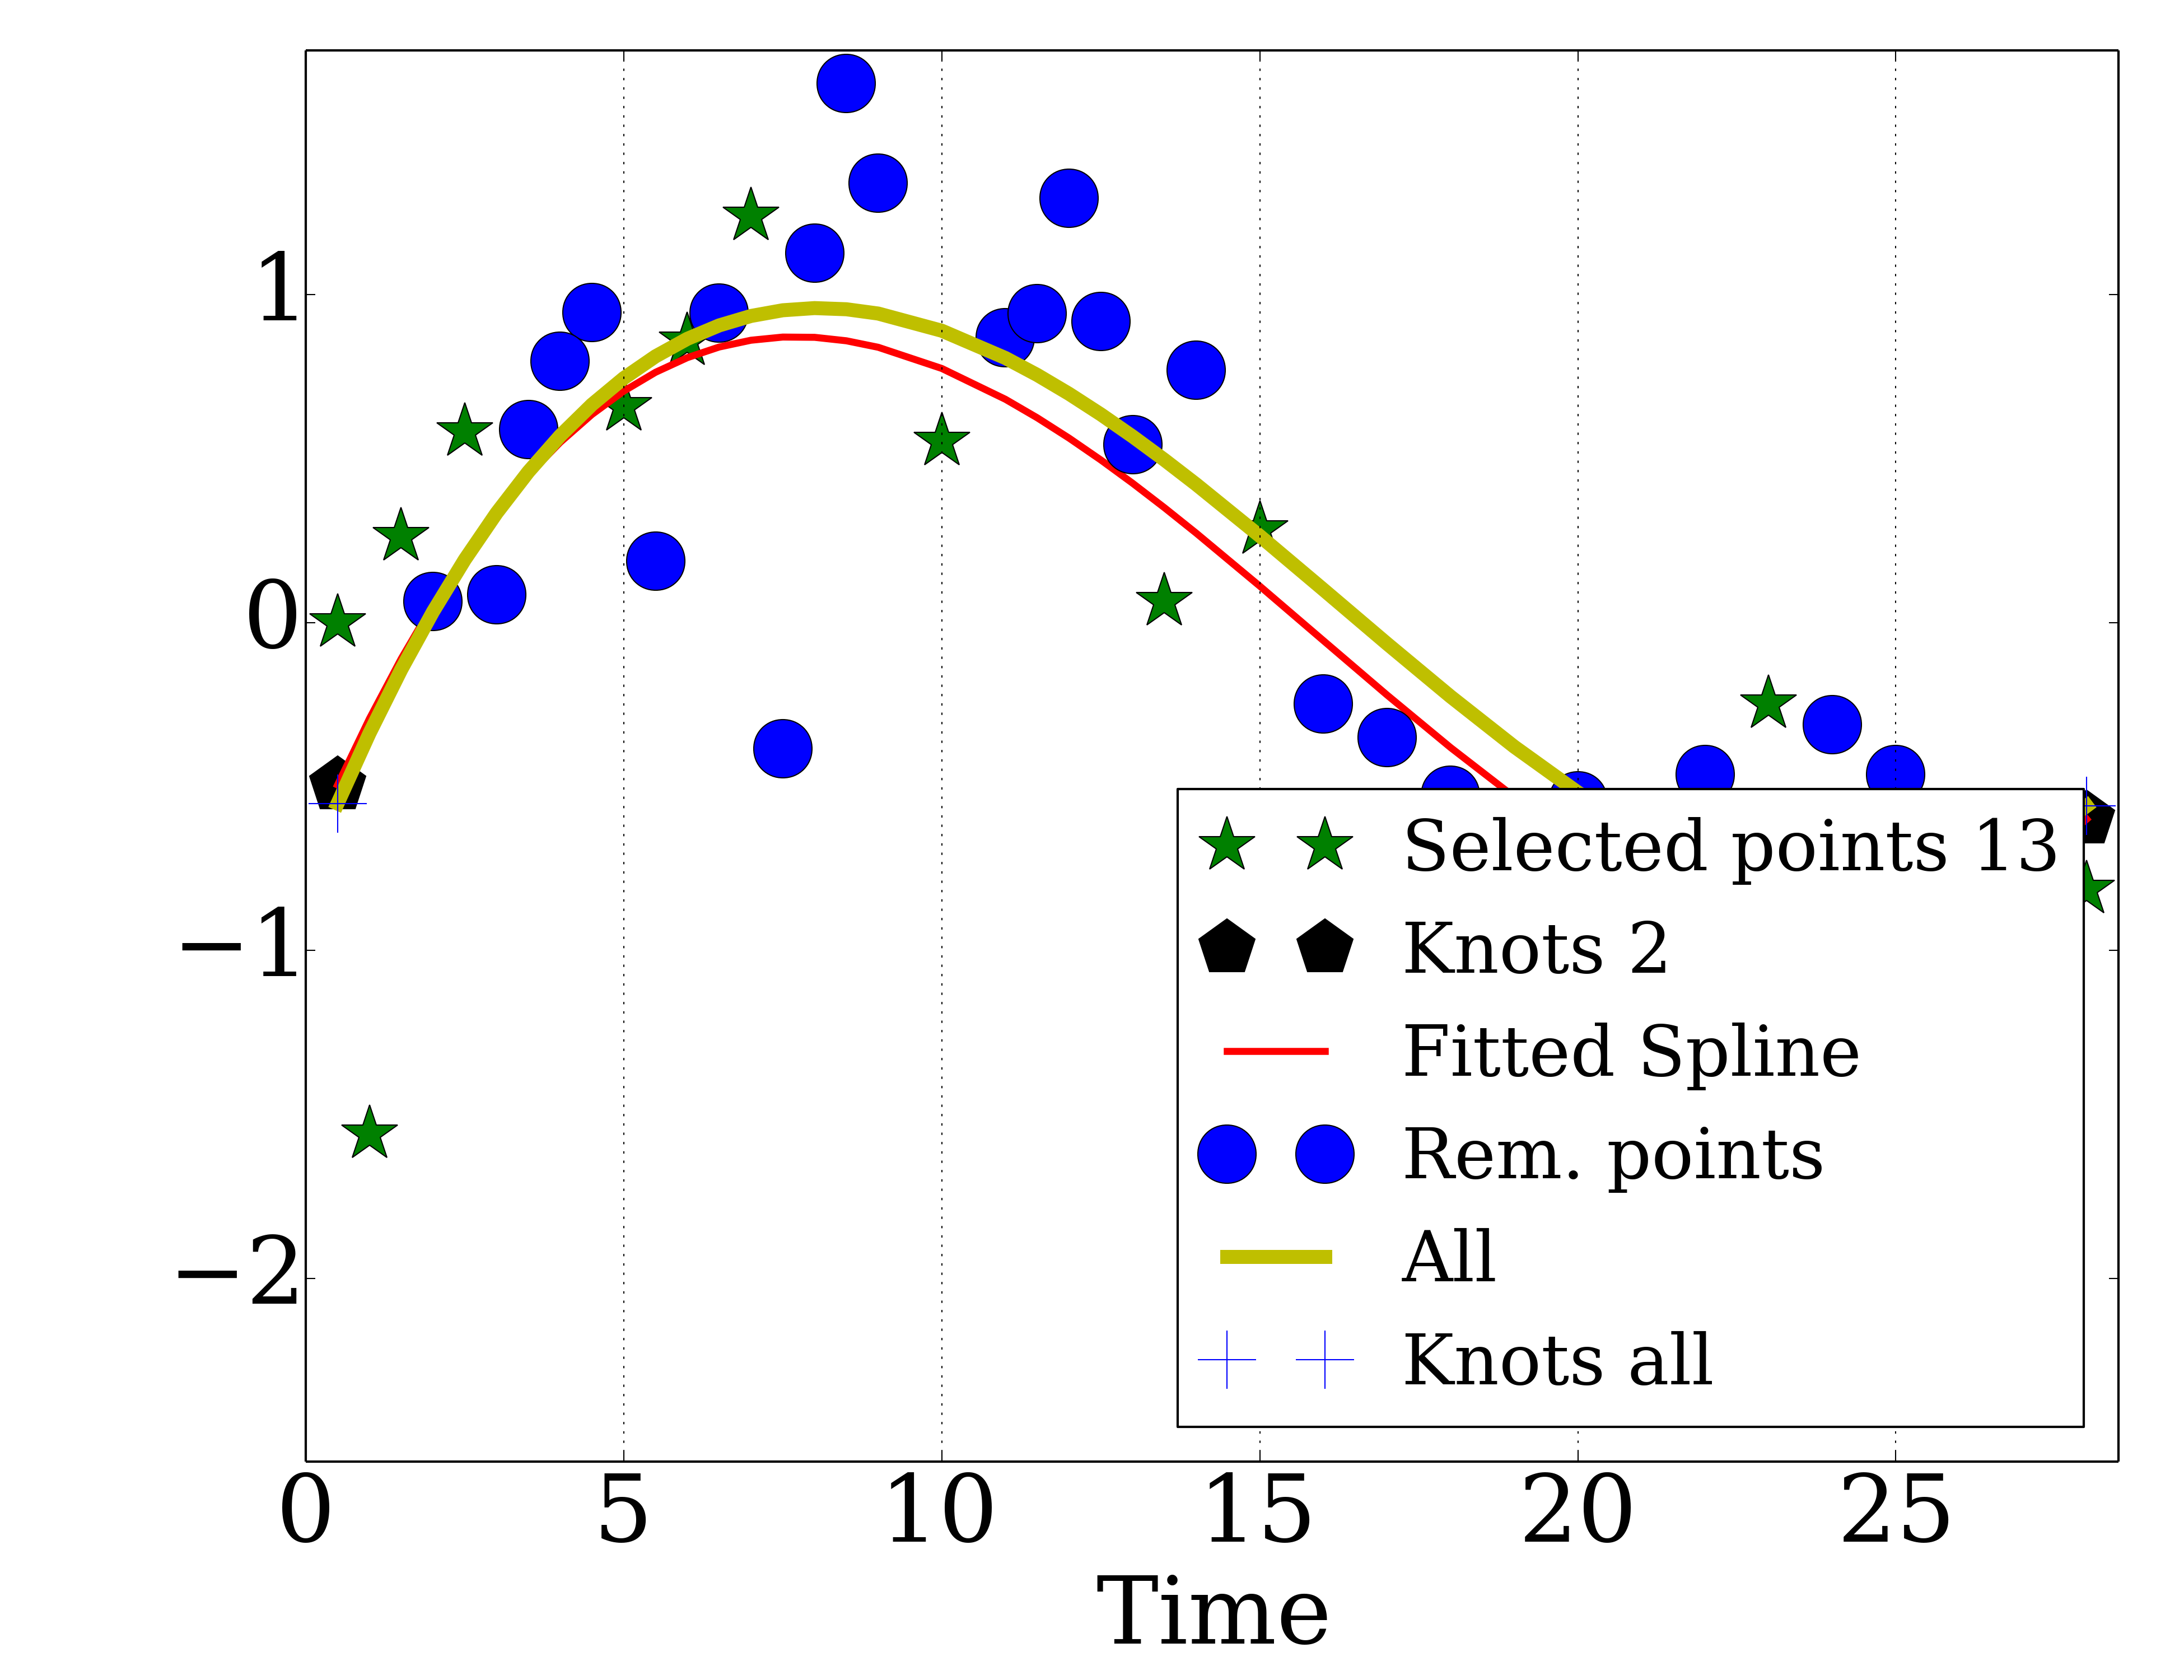 1
0
−1
−2
0 5 10 15 20 25
Time
Selected points 13
Knots 2
Fitted Spline
Rem. points
All
Knots all